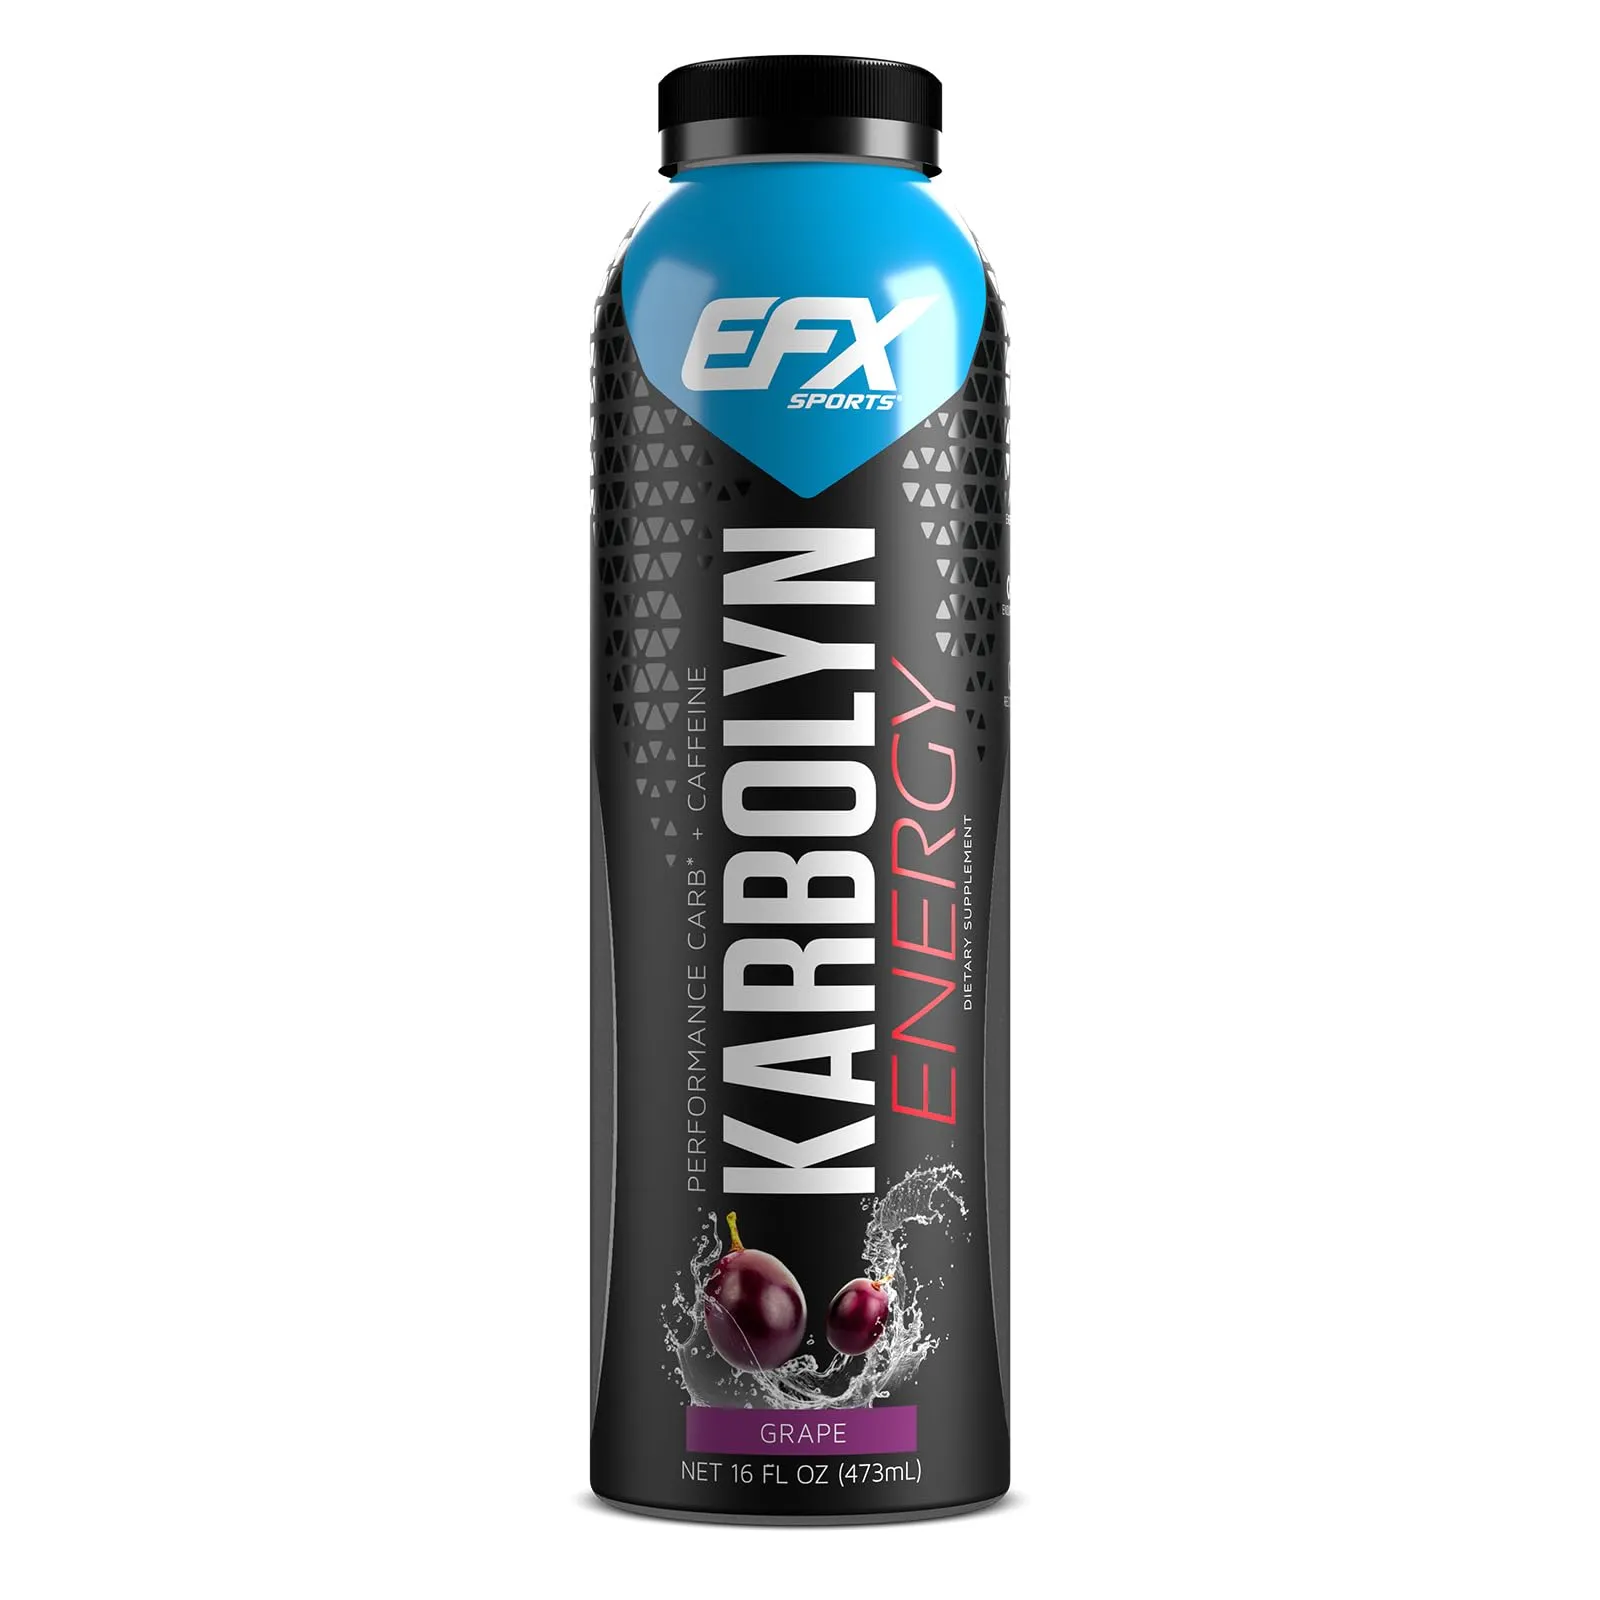 EFX
SPORTS®
PERFORMANCE CARB* + CAFFEINE
KARBOLYN
ENERGY
DIETARY SUPPLEMENT
GRAPE
NET 16 FL OZ (473mL)